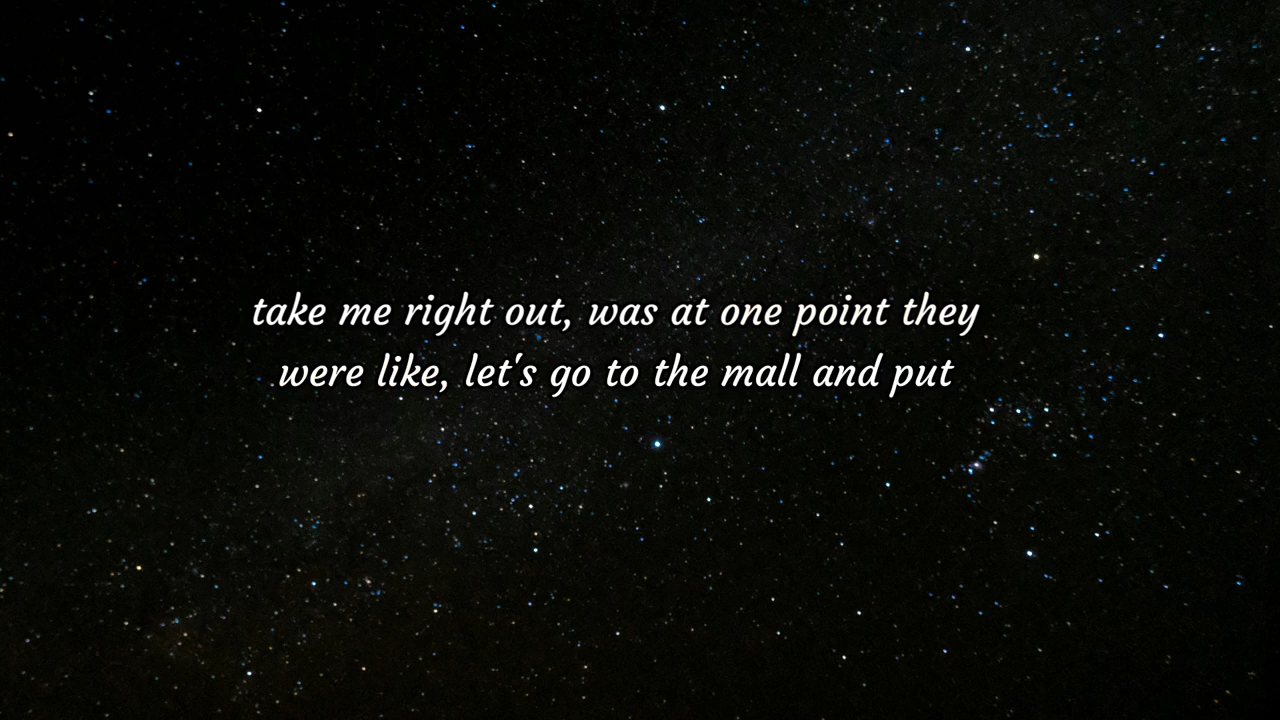 take me right out, was at one point they
were like, let's go to the mall and put